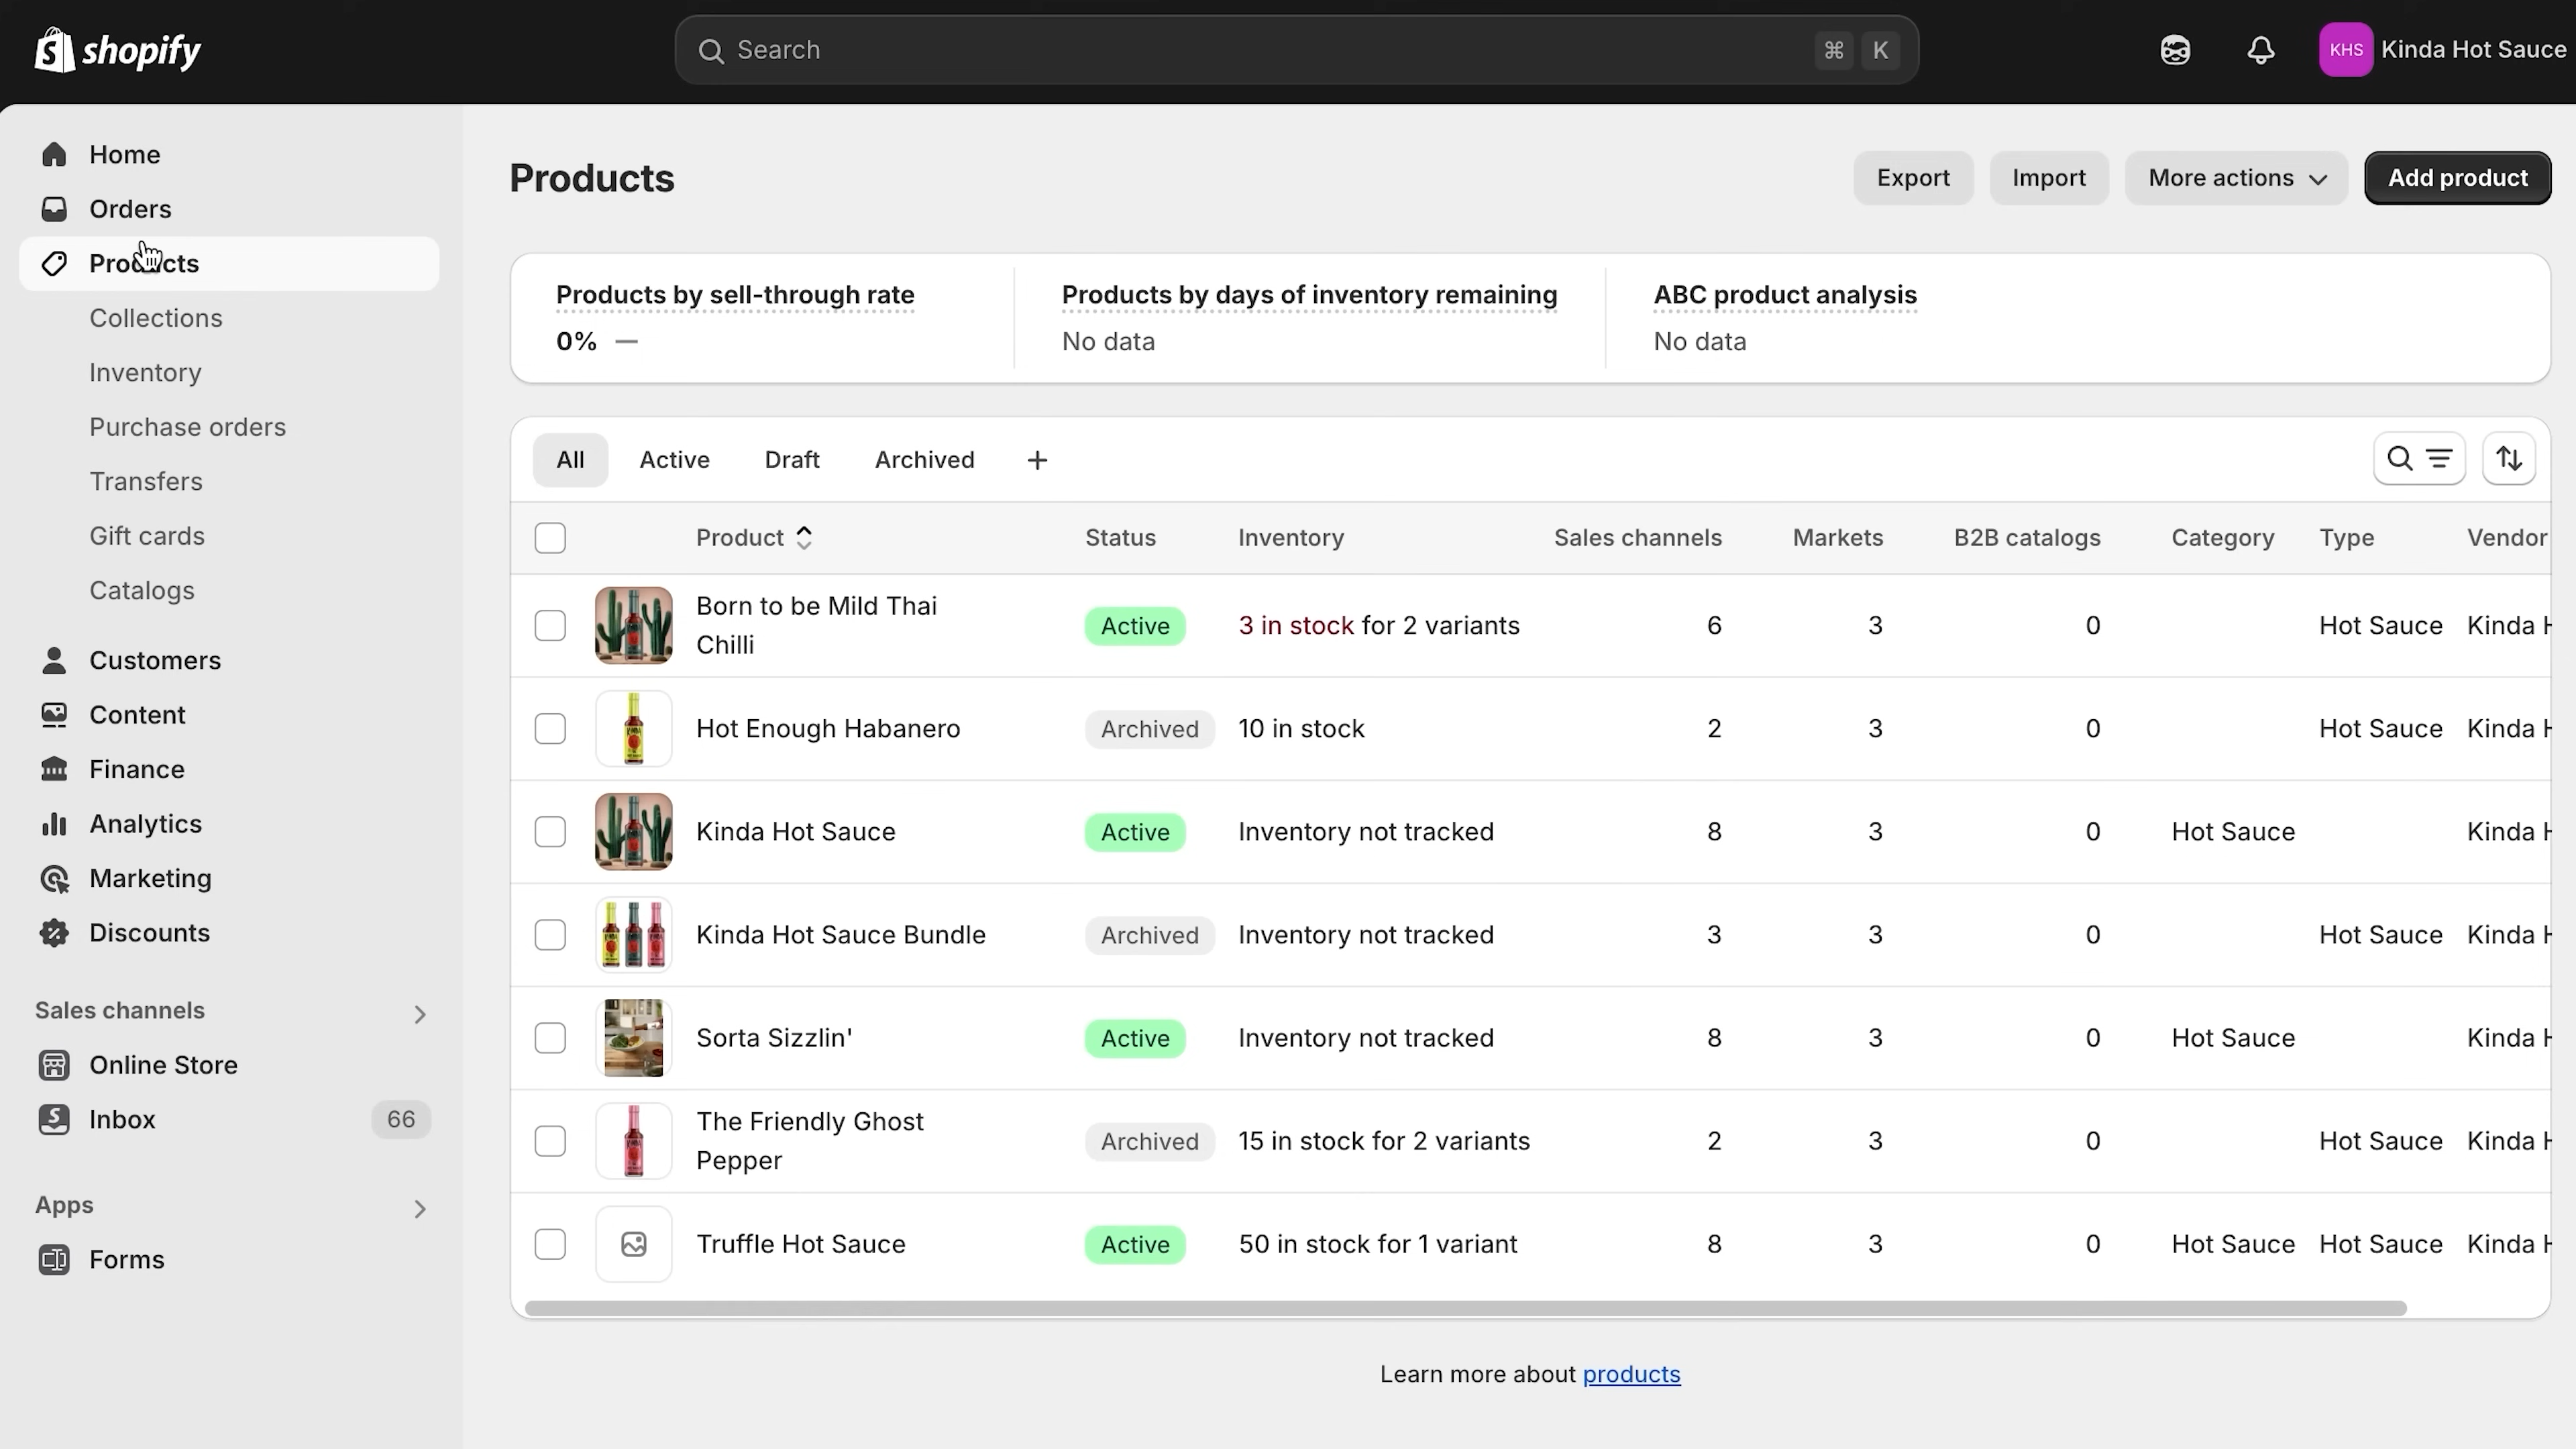 shopify
Search
⌘ K
KHS
Kinda Hot Sauce
Home
Orders
Products
Collections
Inventory
Purchase orders
Transfers
Gift cards
Catalogs
Customers
Content
Finance
Analytics
Marketing
Discounts
Sales channels
Online Store
Inbox 66
Apps
Forms
Products
Export Import More actions Add product
Products by sell-through rate
0% —
Products by days of inventory remaining
No data
ABC product analysis
No data
All Active Draft Archived +
Product Status Inventory Sales channels Markets B2B catalogs Category Type Vendor
Born to be Mild Thai
Chilli
Active 3 in stock for 2 variants 6 3 0 Hot Sauce Kinda
Hot Enough Habanero Archived 10 in stock 2 3 0 Hot Sauce Kinda
Kinda Hot Sauce Active Inventory not tracked 8 3 0 Hot Sauce Kinda
Kinda Hot Sauce Bundle Archived Inventory not tracked 3 3 0 Hot Sauce Kinda
Sorta Sizzlin' Active Inventory not tracked 8 3 0 Hot Sauce Kinda
The Friendly Ghost
Pepper
Archived 15 in stock for 2 variants 2 3 0 Hot Sauce Kinda
Truffle Hot Sauce Active 50 in stock for 1 variant 8 3 0 Hot Sauce Hot Sauce Kinda
Learn more about products